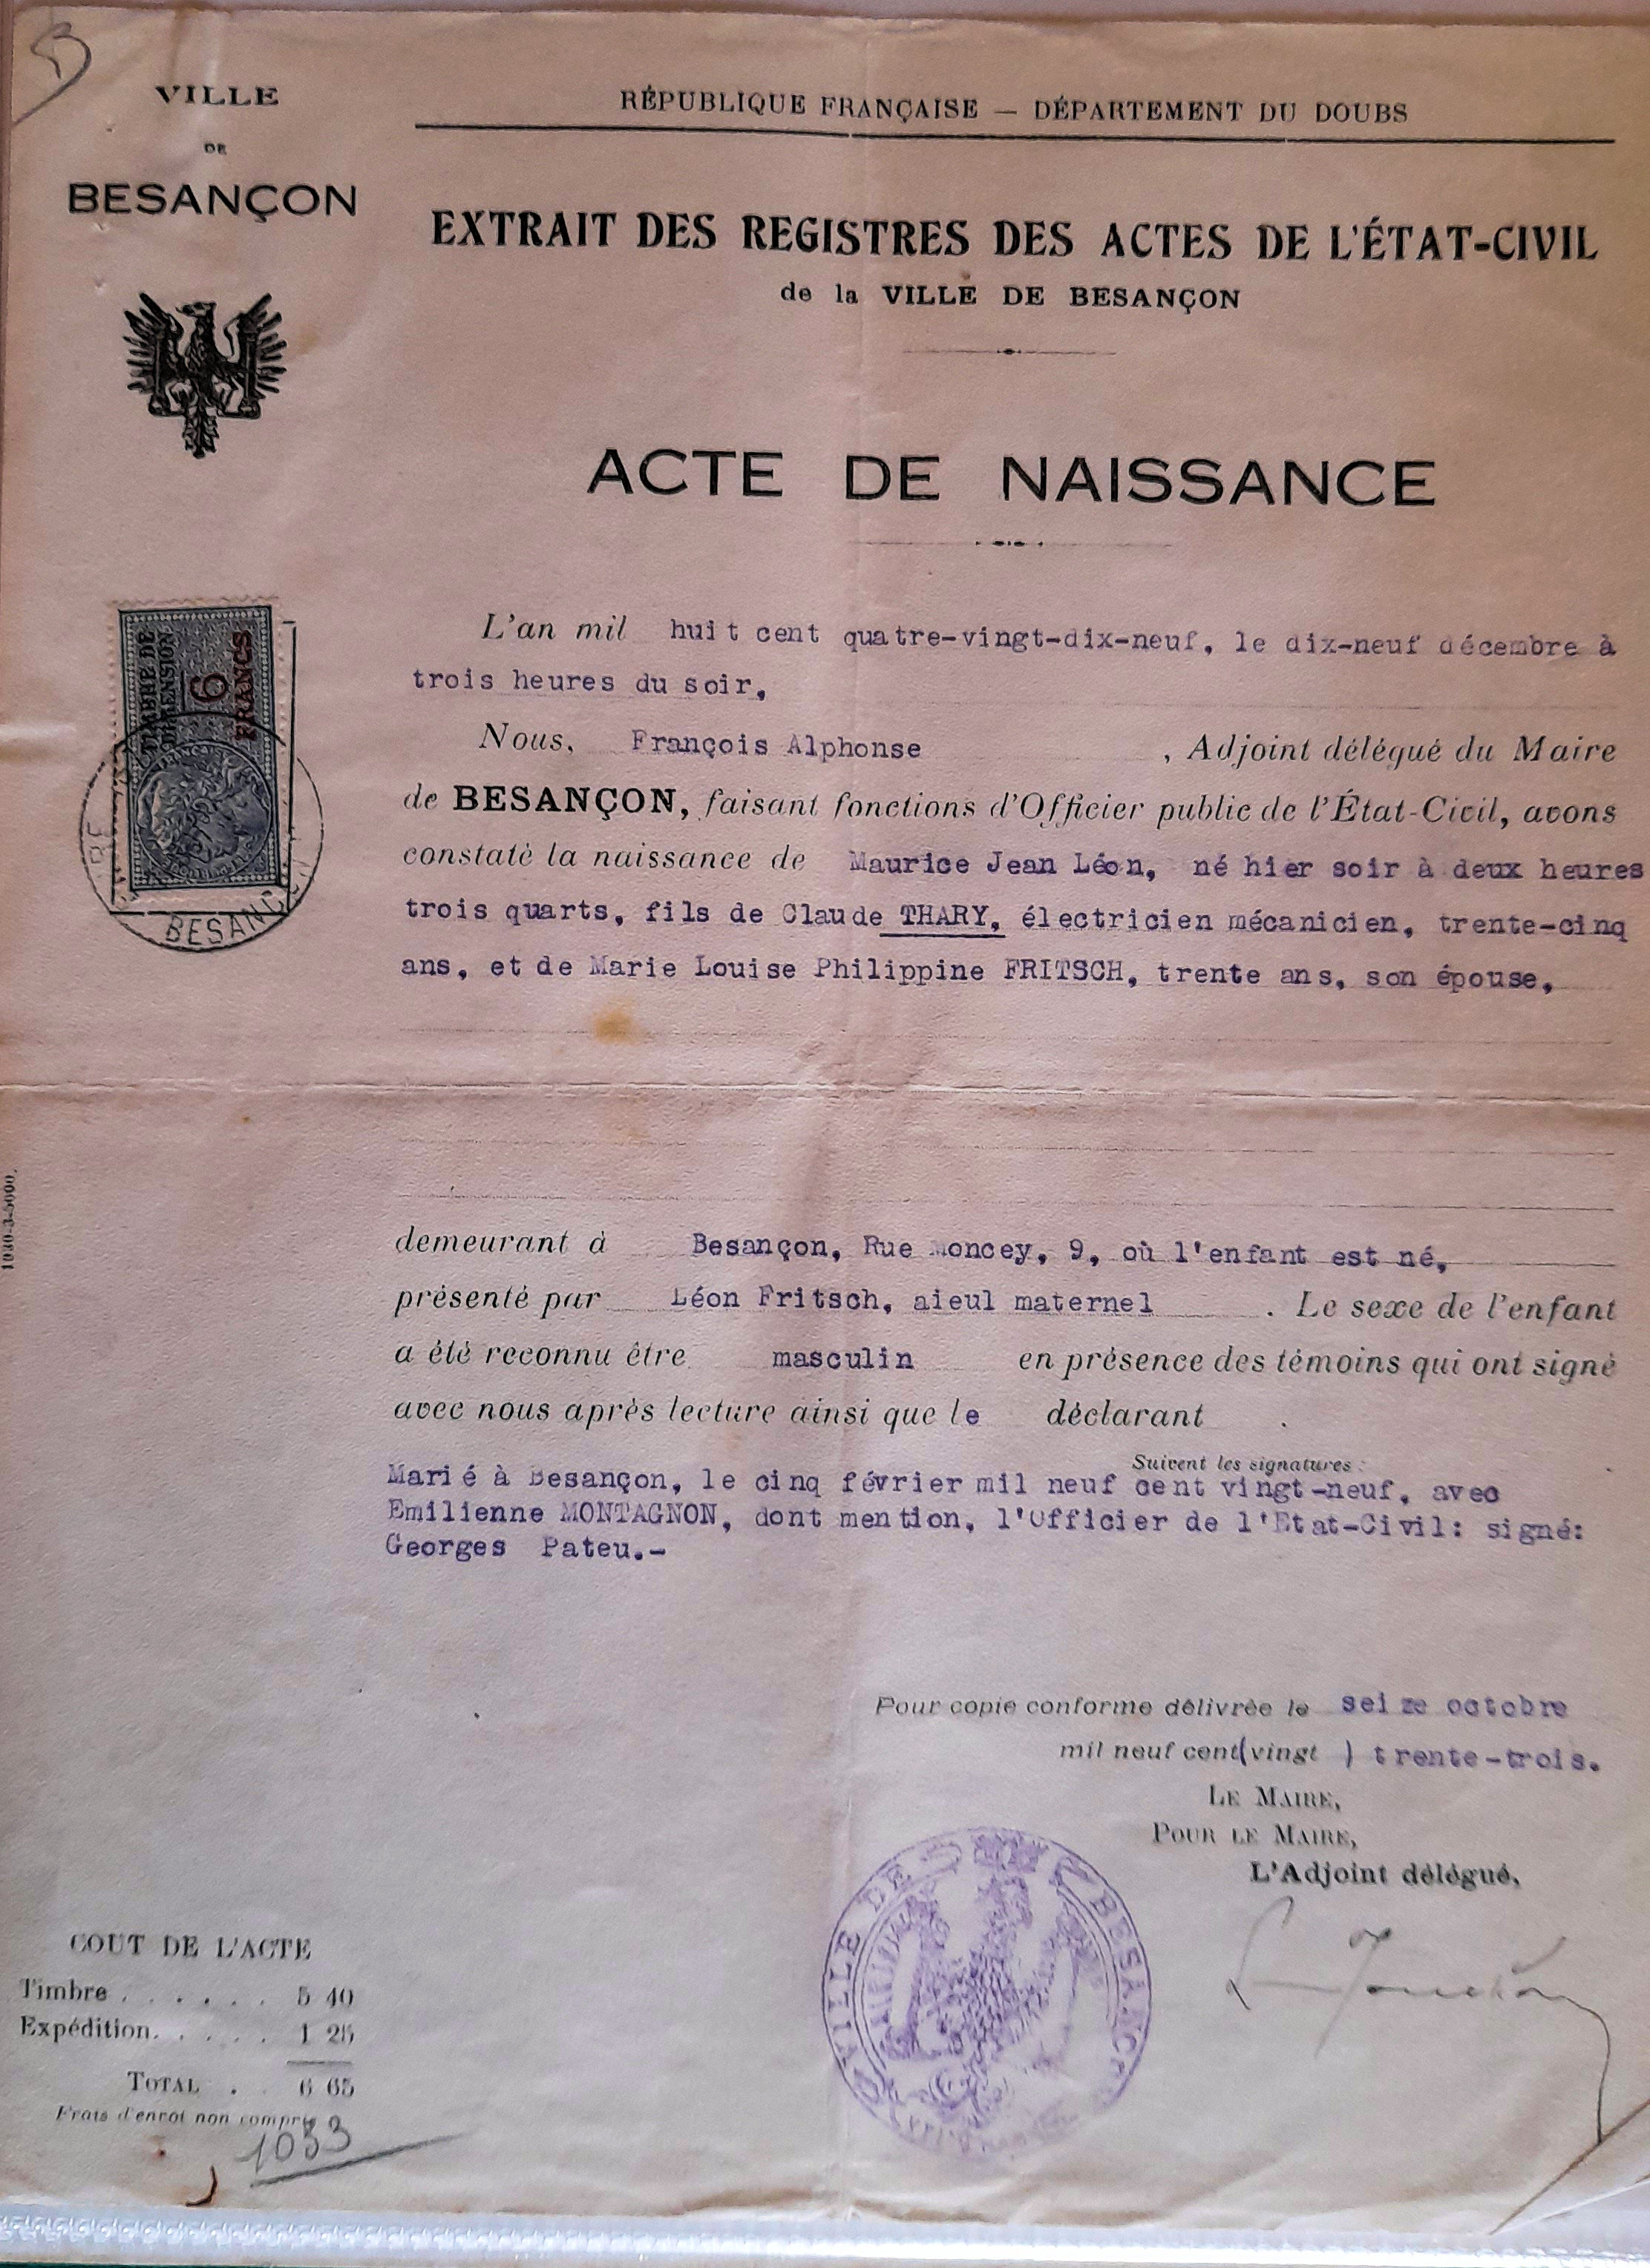 VILLE
DE
BESANÇON
RÉPUBLIQUE FRANÇAISE — DÉPARTEMENT DU DOUBS
EXTRAIT DES REGISTRES DES ACTES DE L'ÉTAT-CIVIL
de la VILLE DE BESANÇON
ACTE DE NAISSANCE
TIMBRE DE
DIMENSION
6
FRANCS
BESANÇ
L'an mil huit cent quatre-vingt-dix-neuf, le dix-neuf décembre à
trois heures du soir,
Nous, François Alphonse , Adjoint délégué du Maire
de BESANÇON, faisant fonctions d'Officier public de l'État-Civil, avons
constaté la naissance de Maurice Jean Léon, né hier soir à deux heures
trois quarts, fils de Claude THARY, électricien mécanicien, trente-cinq
ans, et de Marie Louise Philippine FRITSCH, trente ans, son épouse,
1930-3-5000.
demeurant à Besançon, Rue Moncey, 9, où l'enfant est né,
présenté par Léon Fritsch, aieul maternel . Le sexe de l'enfant
a été reconnu être masculin en présence des témoins qui ont signé
avec nous après lecture ainsi que le déclarant .
Suivent les signatures :
Marié à Besançon, le cinq février mil neuf cent vingt-neuf, avec
Emilienne MONTAGNON, dont mention, l'Officier de l'Etat-Civil: signé:
Georges Pateu.-
Pour copie conforme délivrée le seize octobre
mil neuf cent (vingt ) trente-trois.
LE MAIRE,
POUR LE MAIRE,
L'Adjoint délégué,
VILLE DE BESANÇON
COUT DE L'ACTE
Timbre . . . . . . 5 40
Expédition. . . . . 1 25
TOTAL . . 6 65
Frais d'envoi non compris
1033